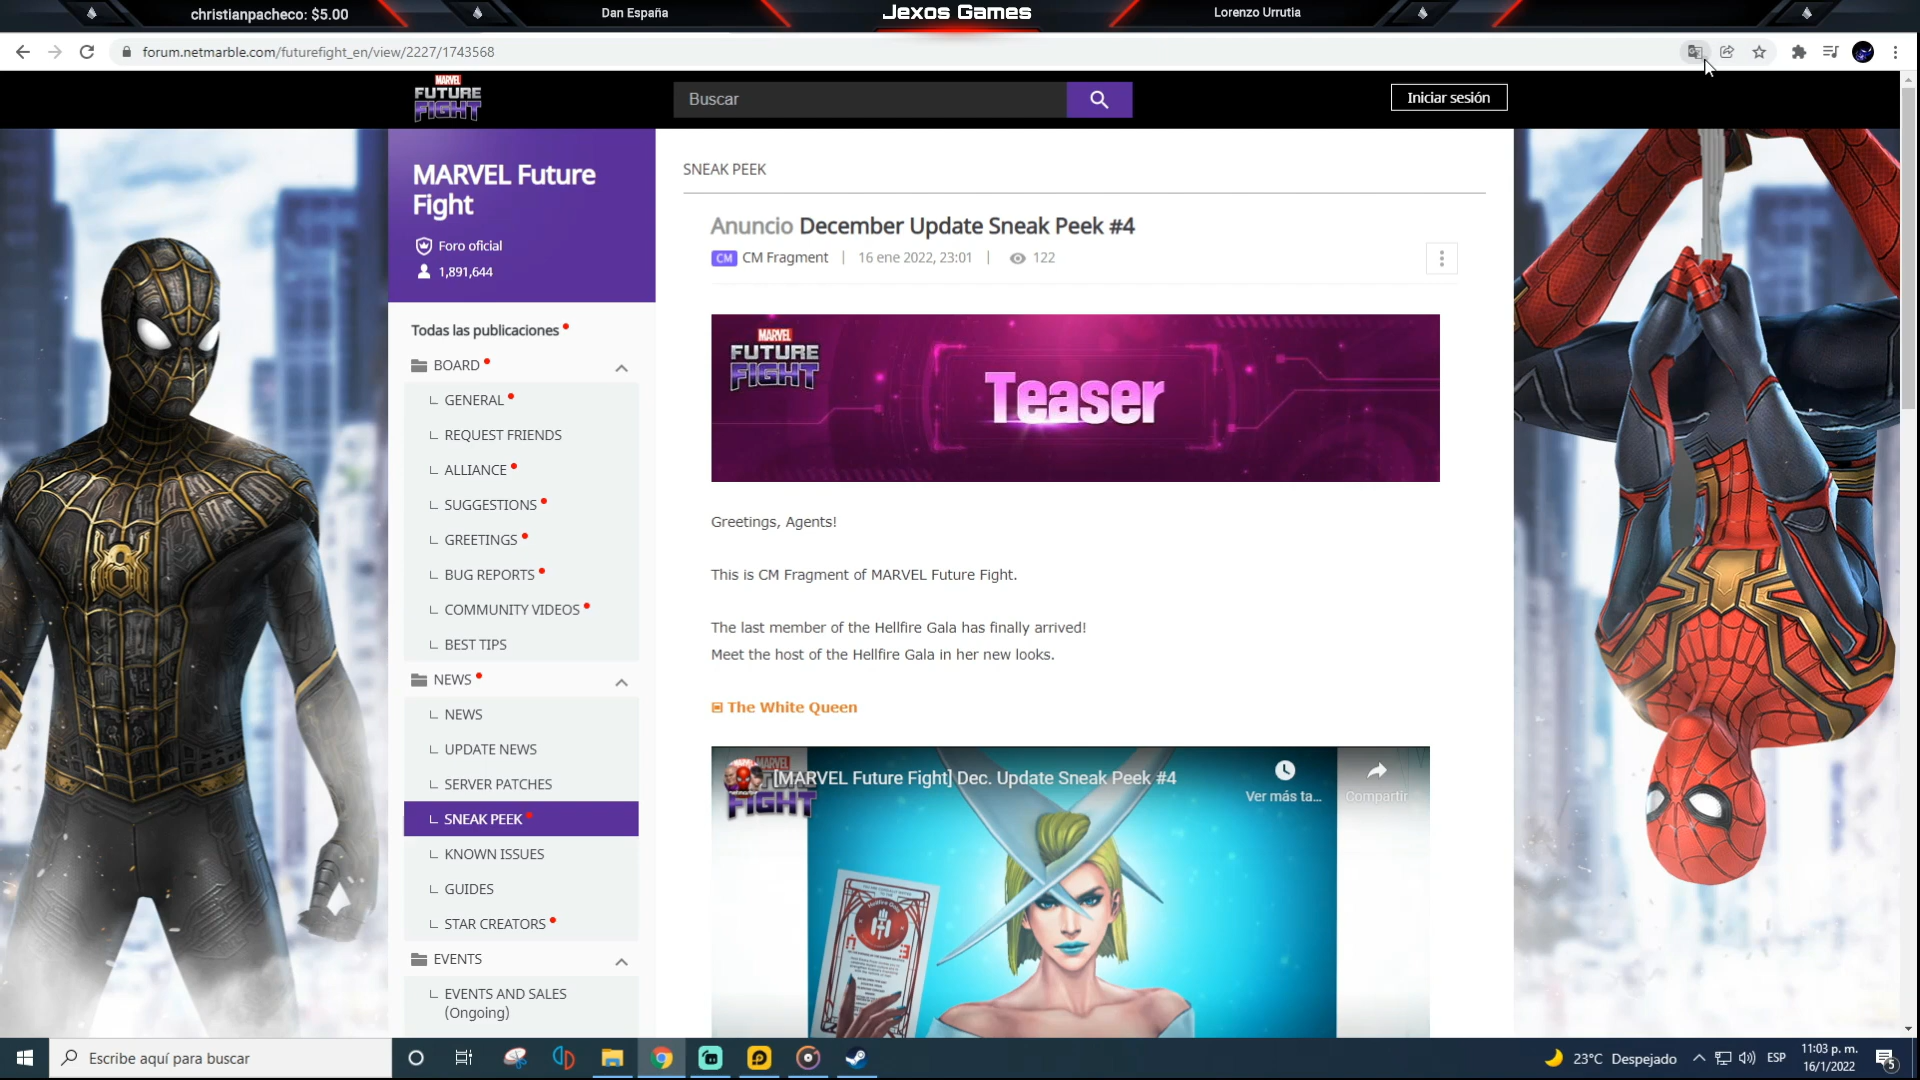 christianpacheco: $5.00
Dan España
Jexos Games
Lorenzo Urrutia
forum.netmarble.com/futurefight_en/view/2227/1743568
MARVEL
FUTURE
FIGHT
Buscar
Iniciar sesión
MARVEL Future
Fight
Foro oficial
1,891,644
Todas las publicaciones
BOARD
GENERAL
REQUEST FRIENDS
ALLIANCE
SUGGESTIONS
GREETINGS
BUG REPORTS
COMMUNITY VIDEOS
BEST TIPS
NEWS
NEWS
UPDATE NEWS
SERVER PATCHES
SNEAK PEEK
KNOWN ISSUES
GUIDES
STAR CREATORS
EVENTS
EVENTS AND SALES
(Ongoing)
SNEAK PEEK
Anuncio December Update Sneak Peek #4
CM CM Fragment | 16 ene 2022, 23:01 | 122
MARVEL
FUTURE
FIGHT
Teaser
Greetings, Agents!
This is CM Fragment of MARVEL Future Fight.
The last member of the Hellfire Gala has finally arrived!
Meet the host of the Hellfire Gala in her new looks.
The White Queen
[MARVEL Future Fight] Dec. Update Sneak Peek #4
MARVEL
FIGHT
Ver más ta...
Compartir
Escribe aquí para buscar
23°C Despejado
ESP
11:03 p. m.
16/1/2022
5